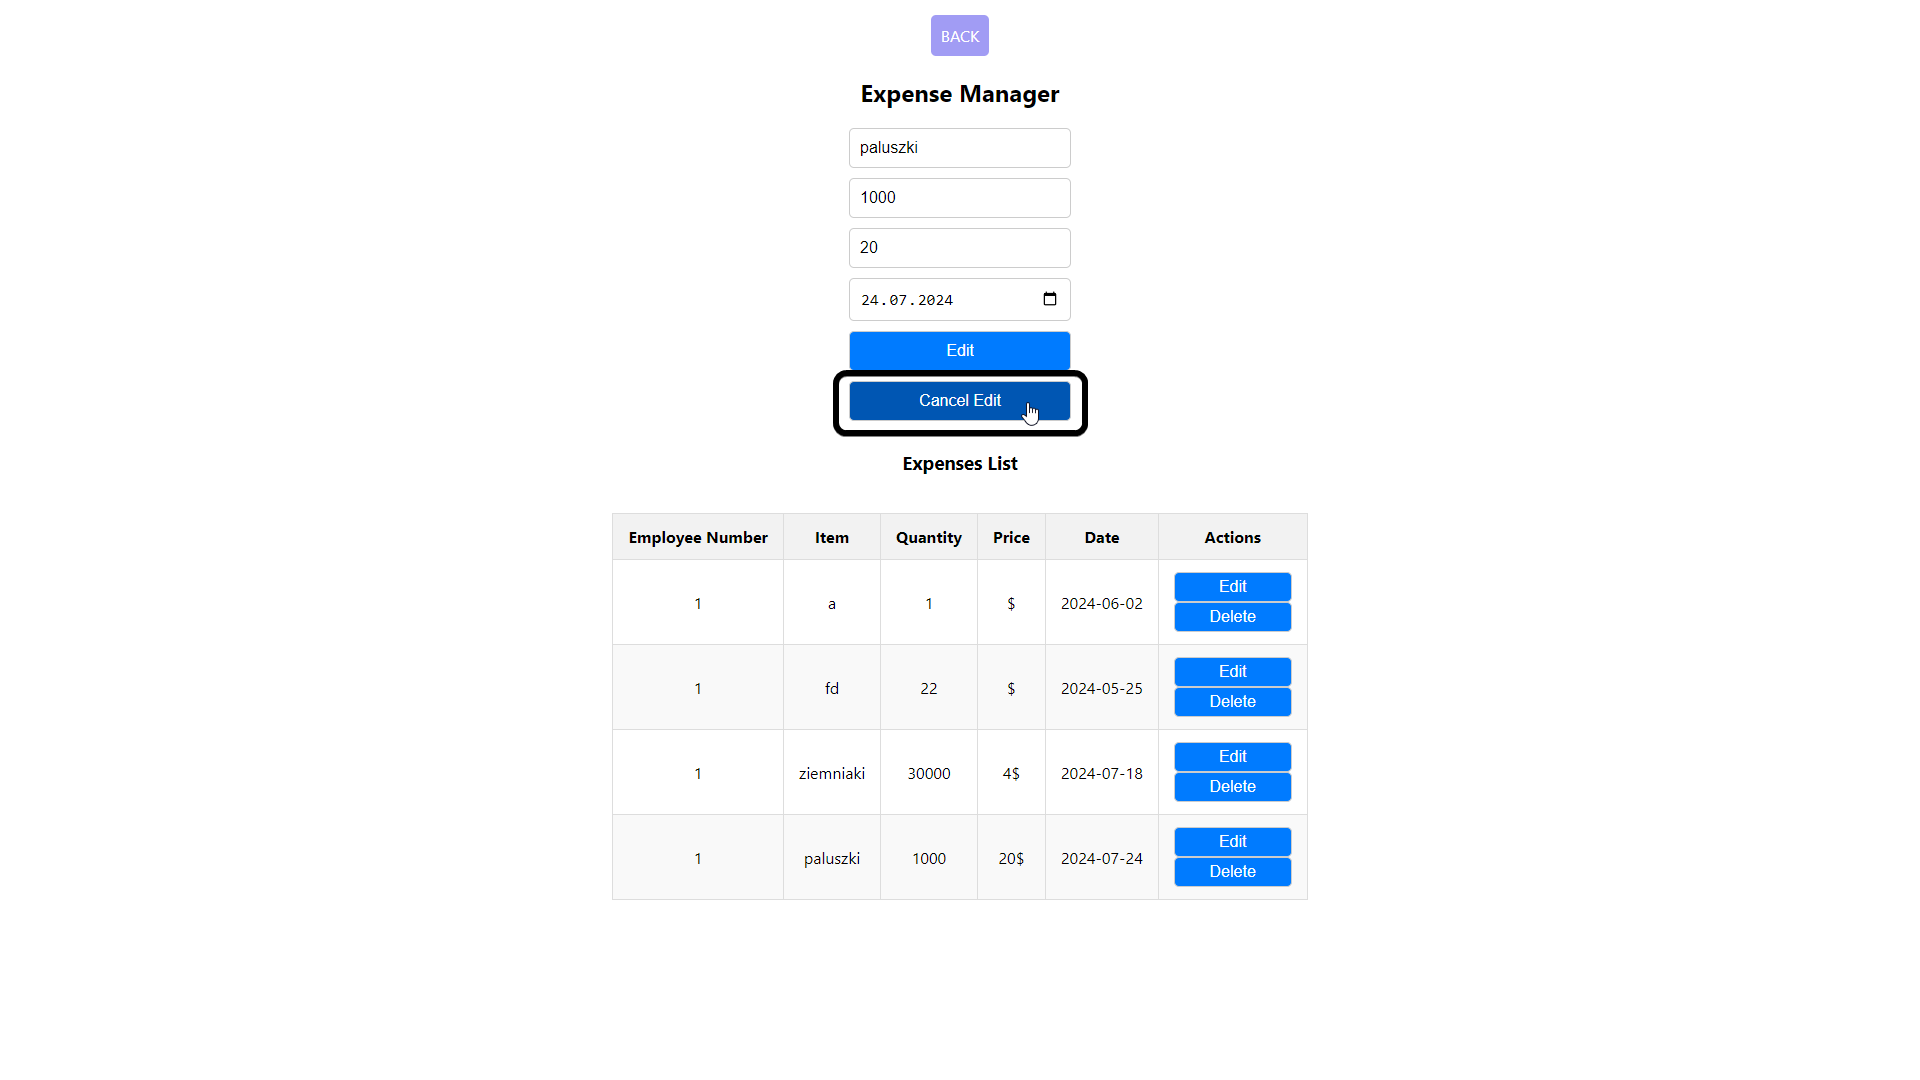 BACK
Expense Manager
paluszki
1000
20
24.07.2024
Edit
Cancel Edit
Expenses List
Employee Number Item Quantity Price Date Actions
1 a 1 $ 2024-06-02 Edit
Delete
1 fd 22 $ 2024-05-25 Edit
Delete
1 ziemniaki 30000 4$ 2024-07-18 Edit
Delete
1 paluszki 1000 20$ 2024-07-24 Edit
Delete